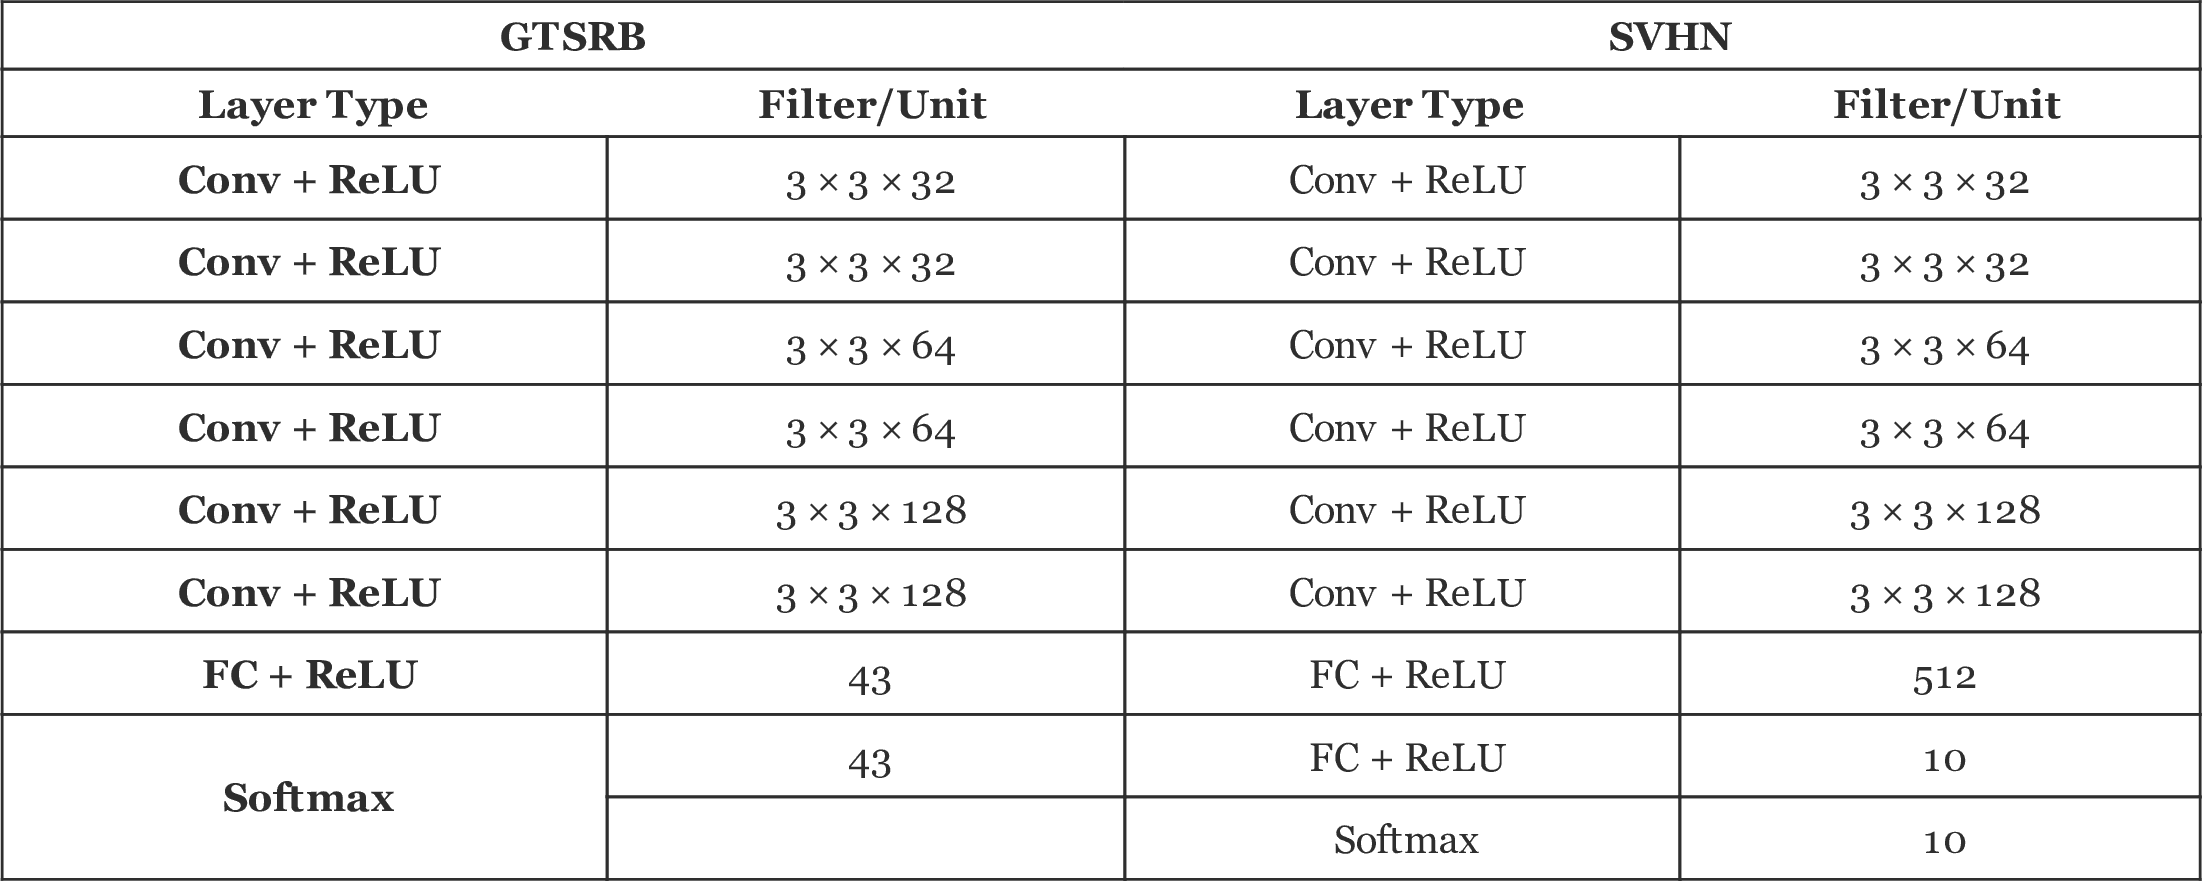 GTSRB SVHN
Layer Type Filter/Unit Layer Type Filter/Unit
Conv + ReLU 3 × 3 × 32 Conv + ReLU 3 × 3 × 32
Conv + ReLU 3 × 3 × 32 Conv + ReLU 3 × 3 × 32
Conv + ReLU 3 × 3 × 64 Conv + ReLU 3 × 3 × 64
Conv + ReLU 3 × 3 × 64 Conv + ReLU 3 × 3 × 64
Conv + ReLU 3 × 3 × 128 Conv + ReLU 3 × 3 × 128
Conv + ReLU 3 × 3 × 128 Conv + ReLU 3 × 3 × 128
FC + ReLU 43 FC + ReLU 512
Softmax 43 FC + ReLU 10
Softmax 10